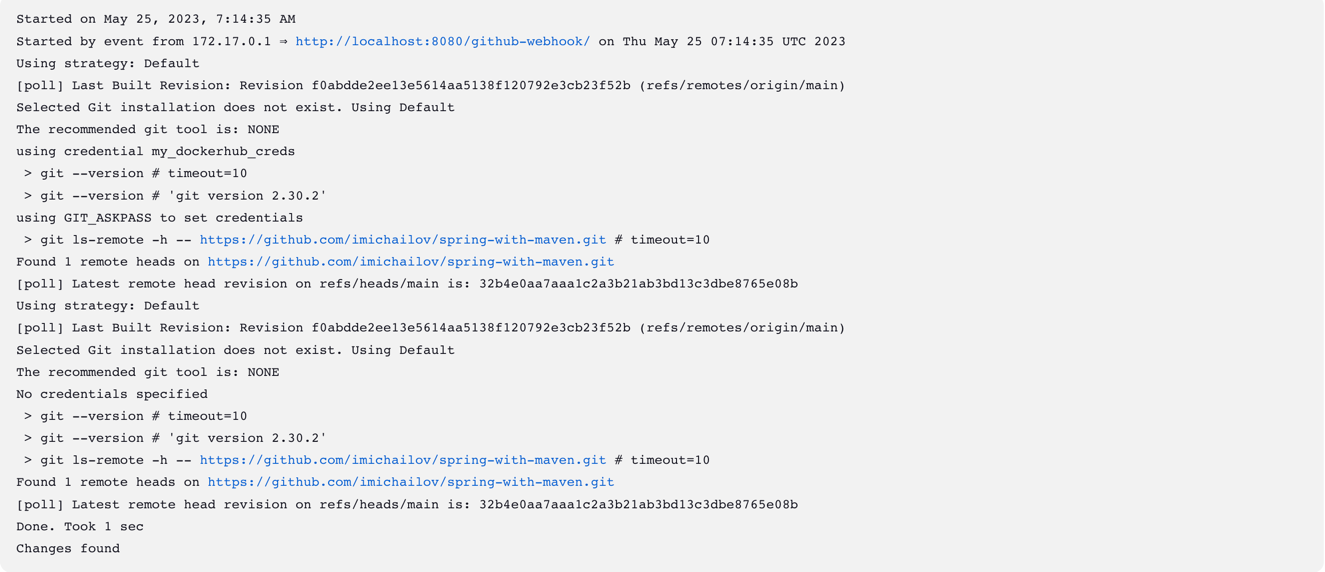 Started on May 25, 2023, 7:14:35 AM
Started by event from 172.17.0.1 ⇒ http://localhost:8080/github-webhook/ on Thu May 25 07:14:35 UTC 2023
Using strategy: Default
[poll] Last Built Revision: Revision f0abdde2ee13e5614aa5138f120792e3cb23f52b (refs/remotes/origin/main)
Selected Git installation does not exist. Using Default
The recommended git tool is: NONE
using credential my_dockerhub_creds
 > git --version # timeout=10
 > git --version # 'git version 2.30.2'
using GIT_ASKPASS to set credentials
 > git ls-remote -h -- https://github.com/imichailov/spring-with-maven.git # timeout=10
Found 1 remote heads on https://github.com/imichailov/spring-with-maven.git
[poll] Latest remote head revision on refs/heads/main is: 32b4e0aa7aaa1c2a3b21ab3bd13c3dbe8765e08b
Using strategy: Default
[poll] Last Built Revision: Revision f0abdde2ee13e5614aa5138f120792e3cb23f52b (refs/remotes/origin/main)
Selected Git installation does not exist. Using Default
The recommended git tool is: NONE
No credentials specified
 > git --version # timeout=10
 > git --version # 'git version 2.30.2'
 > git ls-remote -h -- https://github.com/imichailov/spring-with-maven.git # timeout=10
Found 1 remote heads on https://github.com/imichailov/spring-with-maven.git
[poll] Latest remote head revision on refs/heads/main is: 32b4e0aa7aaa1c2a3b21ab3bd13c3dbe8765e08b
Done. Took 1 sec
Changes found